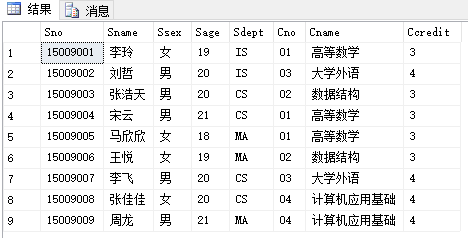 结果 消息
Sno Sname Ssex Sage Sdept Cno Cname Ccredit
1 15009001 李玲 女 19 IS 01 高等数学 3
2 15009002 刘哲 男 20 IS 03 大学外语 4
3 15009003 张浩天 男 20 CS 02 数据结构 3
4 15009004 宋云 男 21 CS 01 高等数学 3
5 15009005 马欣欣 女 18 MA 01 高等数学 3
6 15009006 王悦 女 19 MA 02 数据结构 3
7 15009007 李飞 男 20 CS 03 大学外语 4
8 15009008 张佳佳 女 20 CS 04 计算机应用基础 4
9 15009009 周龙 男 21 MA 04 计算机应用基础 4